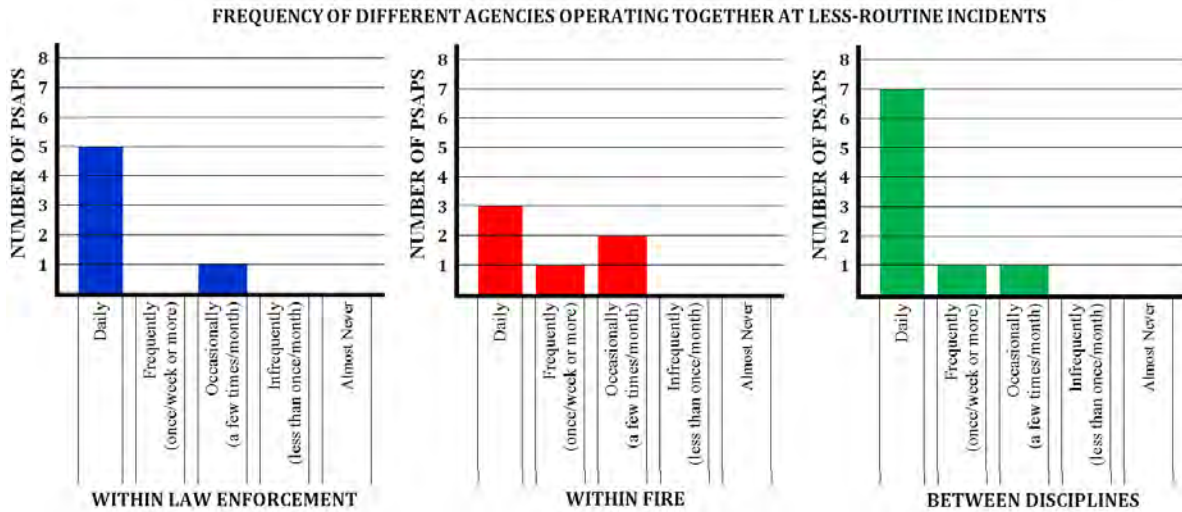 FREQUENCY OF DIFFERENT AGENCIES OPERATING TOGETHER AT LESS-ROUTINE INCIDENTS
NUMBER OF PSAPS
8
7
6
5
4
3
2
1
Daily
Frequently
(once/week or more)
Occasionally
(a few times/month)
Infrequently
(less than once/month)
Almost Never
WITHIN LAW ENFORCEMENT
NUMBER OF PSAPS
8
7
6
5
4
3
2
1
Daily
Frequently
(once/week or more)
Occasionally
(a few times/month)
Infrequently
(less than once/month)
Almost Never
WITHIN FIRE
NUMBER OF PSAPS
8
7
6
5
4
3
2
1
Daily
Frequently
(once/week or more)
Occasionally
(a few times/month)
Infrequently
(less than once/month)
Almost Never
BETWEEN DISCIPLINES